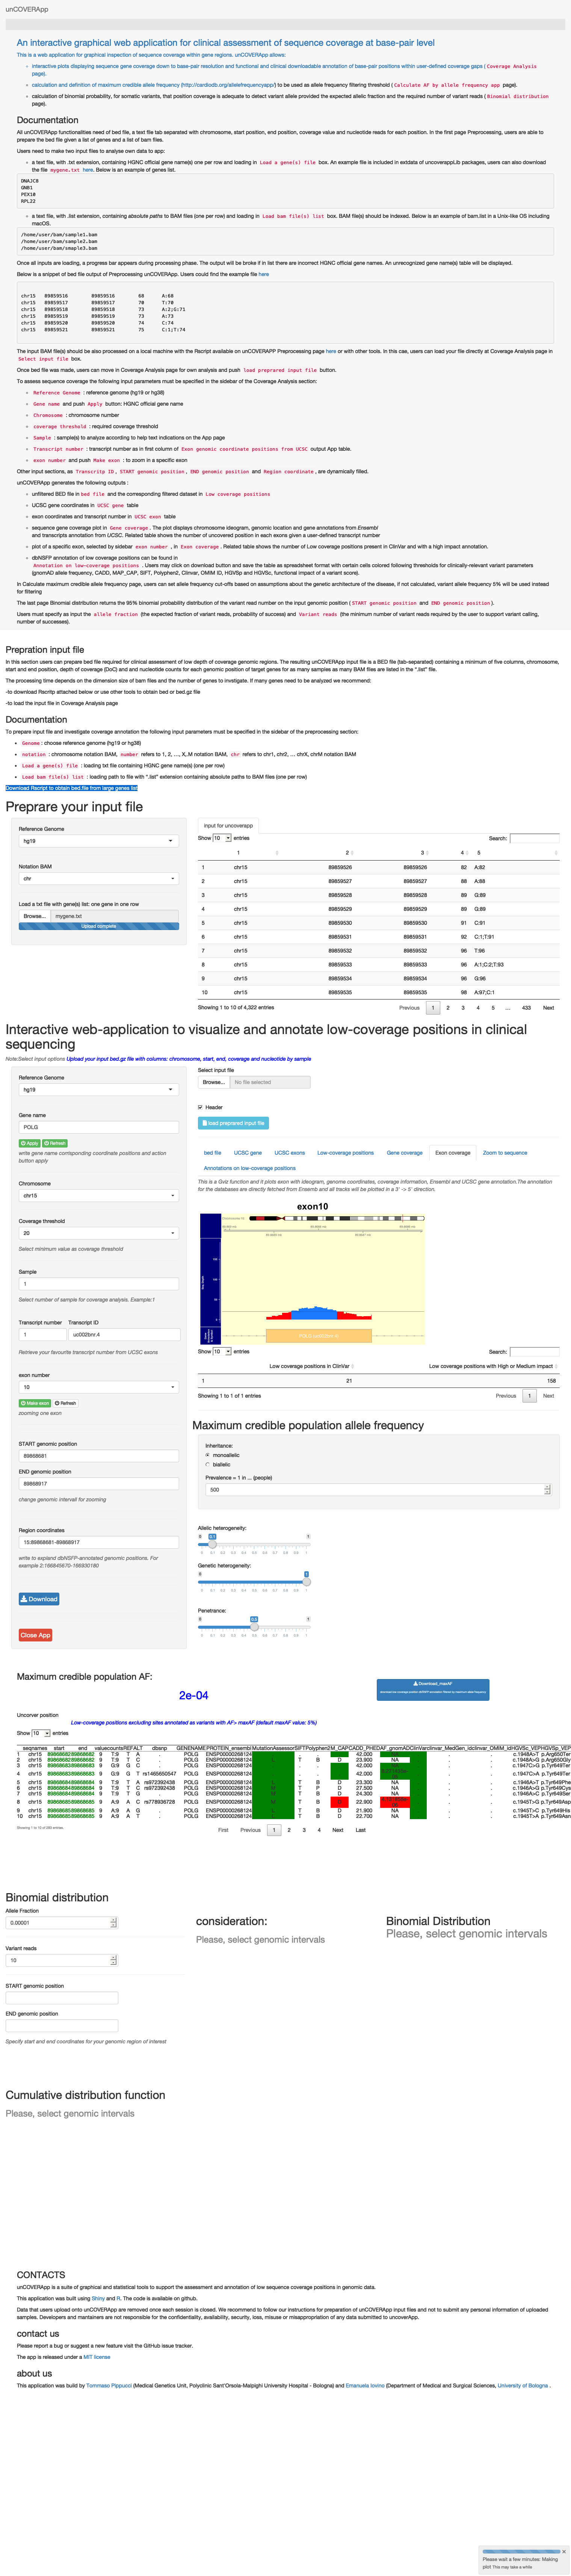 unCOVERApp
An interactive graphical web application for clinical assessment of sequence coverage at base-pair level
This is a web application for graphical inspection of sequence coverage within gene regions. unCOVERApp allows:
interactive plots displaying sequence gene coverage down to base-pair resolution and functional and clinical downloadable annotation of base-pair positions within user-defined coverage gaps ( Coverage Analysis
page).
calculation and definition of maximum credible allele frequency (http://cardiodb.org/allelefrequencyapp/) to be used as allele frequency filtering threshold ( Calculate AF by allele frequency app page).
calculation of binomial probability, for somatic variants, that position coverage is adequate to detect variant allele provided the expected allelic fraction and the required number of variant reads ( Binomial distribution
page).
Documentation
All unCOVERApp functionalities need of bed file, a text file tab separated with chromosome, start position, end position, coverage value and nucleotide reads for each position. In the first page Preprocessing, users are able to
prepare the bed file given a list of genes and a list of bam files.
Users need to make two input files to analyse own data to app:
a text file, with .txt extension, containing HGNC official gene name(s) one per row and loading in Load a gene(s) file box. An example file is included in extdata of uncoverappLib packages, users can also download
the file mygene.txt here. Below is an example of genes list.
DNAJC8
GNB1
PEX10
RPL22
a text file, with .list extension, containing absolute paths to BAM files (one per row) and loading in Load bam file(s) list box. BAM file(s) should be indexed. Below is an example of bam.list in a Unix-like OS including
macOS.
/home/user/bam/sample1.bam
/home/user/bam/sample2.bam
/home/user/bam/smaple3.bam
Once all inputs are loading, a progress bar appears during processing phase. The output will be broke if in list there are incorrect HGNC official gene names. An unrecognized gene name(s) table will be displayed.
Below is a snippet of bed file output of Preprocessing unCOVERApp. Users could find the example file here
chr15 89859516 89859516 68 A:68
chr15 89859517 89859517 70 T:70
chr15 89859518 89859518 73 A:2;G:71
chr15 89859519 89859519 73 A:73
chr15 89859520 89859520 74 C:74
chr15 89859521 89859521 75 C:1;T:74
The input BAM file(s) should be also processed on a local machine with the Rscript available on unCOVERAPP Preprocessing page here or with other tools. In this cae, users can load your file directly at Coverage Analysis page in
Select input file box.
Once bed file was made, users can move in Coverage Analysis page for own analysis and push load preprared input file button.
To assess sequence coverage the following input parameters must be specified in the sidebar of the Coverage Analysis section:
Reference Genome : reference genome (hg19 or hg38)
Gene name and push Apply button: HGNC official gene name
Chromosome : chromosome number
coverage threshold : required coverage threshold
Sample : sample(s) to analyze according to help text indications on the App page
Transcript number : transcript number as in first column of Exon genomic coordinate positions from UCSC output App table.
exon number and push Make exon : to zoom in a specific exon
Other input sections, as Transcritp ID, START genomic position, END genomic position and Region coordinate, are dynamically filled.
unCOVERApp generates the following outputs :
unfiltered BED file in bed file and the corresponding filtered dataset in Low coverage positions
UCSC gene coordinates in UCSC gene table
exon coordinates and transcript number in UCSC exon table
sequence gene coverage plot in Gene coverage. The plot displays chromosome ideogram, genomic location and gene annotations from Ensembl
and transcripts annotation from UCSC. Related table shows the number of uncovered position in each exons given a user-defined transcript number
plot of a specific exon, selected by sidebar exon number , in Exon coverage. Related table shows the number of Low coverage positions present in ClinVar and with a high impact annotation.
dbNSFP annotation of low coverage positions can be found in
Annotation on low-coverage positions . Users may click on download button and save the table as spreadsheet format with certain cells colored following thresholds for clinically-relevant variant parameters
(gnomAD allele frequency, CADD, MAP_CAP, SIFT, Polyphen2, Clinvar, OMIM ID, HGVSp and HGVSc, functional impact of a variant score).
In Calculate maximum credible allele frequency page, users can set allele frequency cut-offs based on assumptions about the genetic architecture of the disease, if not calculated, variant allele frequency 5% will be used instead
for filtering
The last page Binomial distribution returns the 95% binomial probability distribution of the variant read number on the input genomic position ( START genomic position and END genomic position).
Users must specify as input the allele fraction (the expected fraction of variant reads, probability of success) and Variant reads (the minimum number of variant reads required by the user to support variant calling,
number of successes).
Prepration input file
In this section users can prepare bed file required for clinical assessment of low depth of coverage genomic regions. The resulting unCOVERApp input file is a BED file (tab-separated) containing a minimum of five columns, chromosome,
start and end position, depth of coverage (DoC) and and nucleotide counts for each genomic position of target genes for as many samples as many BAM files are listed in the ".list" file.
The processing time depends on the dimension size of bam files and the number of genes to investigate. If many genes need to be analyzed we recommend:
-to download Rscritp attached below or use other tools to obtain bed or bed.gz file
-to load the input file in Coverage Analysis page
Documentation
To prepare input file and investigate coverage annotation the following input parameters must be specified in the sidebar of the preprocessing section:
Genome: choose reference genome (hg19 or hg38)
notation : chromosome notation BAM, number refers to 1, 2, ..., X,.M notation BAM, chr refers to chr1, chr2, ... chrX, chrM notation BAM
Load a gene(s) file : loading txt file containing HGNC gene name(s) (one per row)
Load bam file(s) list : loading path to file with ".list" extension containing absolute paths to BAM files (one per row)
Download Rscript to obtain bed.file from large genes list
Preprare your input file
Reference Genome
hg19
Notation BAM
chr
Load a txt file with gene(s) list: one gene in one row
Browse... mygene.txt
Upload complete
input for uncoverapp
Show 10 entries Search:
1 2 3 4 5
1 chr15 89859526 89859526 82 A:82
2 chr15 89859527 89859527 88 A:88
3 chr15 89859528 89859528 89 G:89
4 chr15 89859529 89859529 89 G:89
5 chr15 89859530 89859530 91 C:91
6 chr15 89859531 89859531 92 C:1;T:91
7 chr15 89859532 89859532 96 T:96
8 chr15 89859533 89859533 96 A:1;C:2;T:93
9 chr15 89859534 89859534 96 G:96
10 chr15 89859535 89859535 98 A:97;C:1
Showing 1 to 10 of 4,322 entries Previous 1 2 3 4 5 ... 433 Next
Interactive web-application to visualize and annotate low-coverage positions in clinical
sequencing
Note:Select input options Upload your input bed.gz file with columns: chromosome, start, end, coverage and nucleotide by sample
Reference Genome
hg19
Gene name
POLG
Apply Refresh
write gene name corrisponding coordinate positions and action
button apply
Chromosome
chr15
Coverage threshold
20
Select minimum value as coverage threshold
Sample
1
Select number of sample for coverage analysis. Example:1
Transcript number Transcript ID
1 uc002bnr.4
Retrieve your favourite transcript number from UCSC exons
exon number
10
Make exon Refresh
zooming one exon
START genomic position
89868681
END genomic position
89868917
change genomic intervall for zooming
Region coordinates
15:89868681-89868917
write to expland dbNSFP-annotated genomic positions. For
example 2:166845670-166930180
Download
Close App
Select input file
Browse... No file selected
Header
load preprared input file
bed file UCSC gene UCSC exons Low-coverage positions Gene coverage Exon coverage Zoom to sequence
Annotations on low-coverage positions
This is a Gviz function and it plots exon with ideogram, genome coordinates, coverage information, Ensembl and UCSC gene annotation.The annotation
for the databases are directly fetched from Ensembl and all tracks will be plotted in a 3' -> 5' direction.
exon10
Show 10 entries Search:
Low coverage positions in ClinVar Low coverage positions with High or Medium impact
1 21 158
Showing 1 to 1 of 1 entries Previous 1 Next
Maximum credible population allele frequency
Inheritance:
monoallelic
biallelic
Prevalence = 1 in ... (people)
500
Allelic heterogeneity:
0 0.1 1
0 0.1 0.2 0.3 0.4 0.5 0.6 0.7 0.8 0.9 1
Genetic heterogeneity:
0 1
0 0.1 0.2 0.3 0.4 0.5 0.6 0.7 0.8 0.9 1
Penetrance:
0 0.5 1
0 0.1 0.2 0.3 0.4 0.5 0.6 0.7 0.8 0.9 1
Maximum credible population AF:
2e-04
Download_maxAF
Uncorver position
Low-coverage positions excluding sites annotated as variants with AF> maxAF (default maxAF value: 5%)
Show 10 entries
seqnames start end value counts REF ALT dbsnp GENENAME PROTEIN_ensembl MutationAssessor SIFT Polyphen2 M_CAP CADD_PHED AF_gnomAD ClinVar clinvar_MedGen_id clinvar_OMIM_id HGVSc_VEP HGVSp_VEP
1 chr15 89868682 89868682 9 T:9 T A . POLG ENSP00000268124 42.000 NA . . c.1948A>T p.Arg650Ter
2 chr15 89868682 89868682 9 T:9 T C . POLG ENSP00000268124 T B D 24.100 NA . . c.1948A>G p.Arg650Gly
3 chr15 89868683 89868683 9 G:9 G C . POLG ENSP00000268124 . . 42.000 . . c.1947C>G p.Tyr649Ter
4 chr15 89868683 89868683 9 G:9 G T rs1465650547 POLG ENSP00000268124 . . 42.000 . . c.1947C>A p.Tyr649Ter
5 chr15 89868684 89868684 9 T:9 T A rs972392438 POLG ENSP00000268124 T B D 23.300 NA . . c.1946A>T p.Tyr649Phe
6 chr15 89868684 89868684 9 T:9 T C rs972392438 POLG ENSP00000268124 T P D 24.200 NA . . c.1946A>G p.Tyr649Cys
7 chr15 89868684 89868684 9 T:9 T G . POLG ENSP00000268124 T P D 24.300 NA . . c.1946A>C p.Tyr649Ser
8 chr15 89868685 89868685 9 A:9 A C rs778936728 POLG ENSP00000268124 T B 22.900 . . c.1945T>G p.Tyr649Asp
9 chr15 89868685 89868685 9 A:9 A G . POLG ENSP00000268124 T B D 21.900 NA . . c.1945T>C p.Tyr649His
10 chr15 89868685 89868685 9 A:9 A T . POLG ENSP00000268124 T B D 22.700 NA . . c.1945T>A p.Tyr649Asn
First Previous 1 2 3 4 Next Last
Binomial distribution
Allele Fraction
0.00001
Variant reads
10
START genomic position
END genomic position
Specify start and end coordinates for your genomic region of interest
consideration:
Please, select genomic intervals
Binomial Distribution
Please, select genomic intervals
Cumulative distribution function
Please, select genomic intervals
CONTACTS
unCOVERApp is a suite of graphical and statistical tools to support the assessment and annotation of low sequence coverage positions in genomic data.
This application was built using Shiny and R. The code is available on github.
Data that users upload onto unCOVERApp are removed once each session is closed. We recommend to follow our instructions for preparation of unCOVERApp input files and not to submit any personal information of uploaded
samples. Developers and mantainers are not responsible for the confidentiality, availability, security, loss, misuse or misappropriation of any data submitted to uncoverApp.
contact us
Please report a bug or suggest a new feature visit the GitHub issue tracker.
The app is released under a MIT license
about us
This application was build by Tommaso Pippucci (Medical Genetics Unit, Polyclinic Sant'Orsola-Malpighi University Hospital - Bologna) and Emanuela Iovino (Department of Medical and Surgical Sciences, University of Bologna .
Please wait a few minutes: Making
plot This may take a while